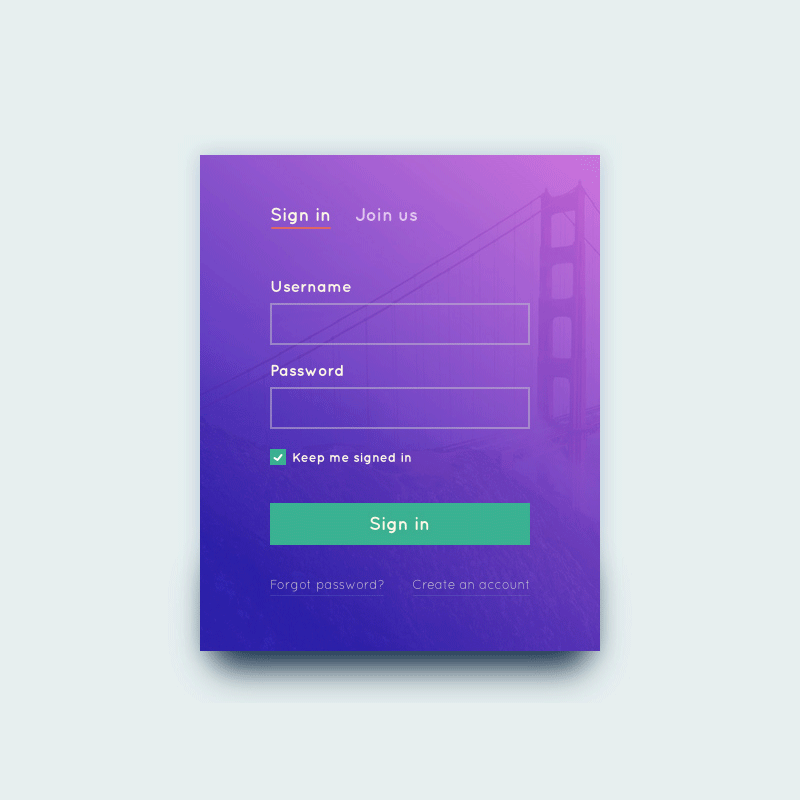 Sign in Join us
Username
Password
Keep me signed in
Sign in
Forgot password? Create an account